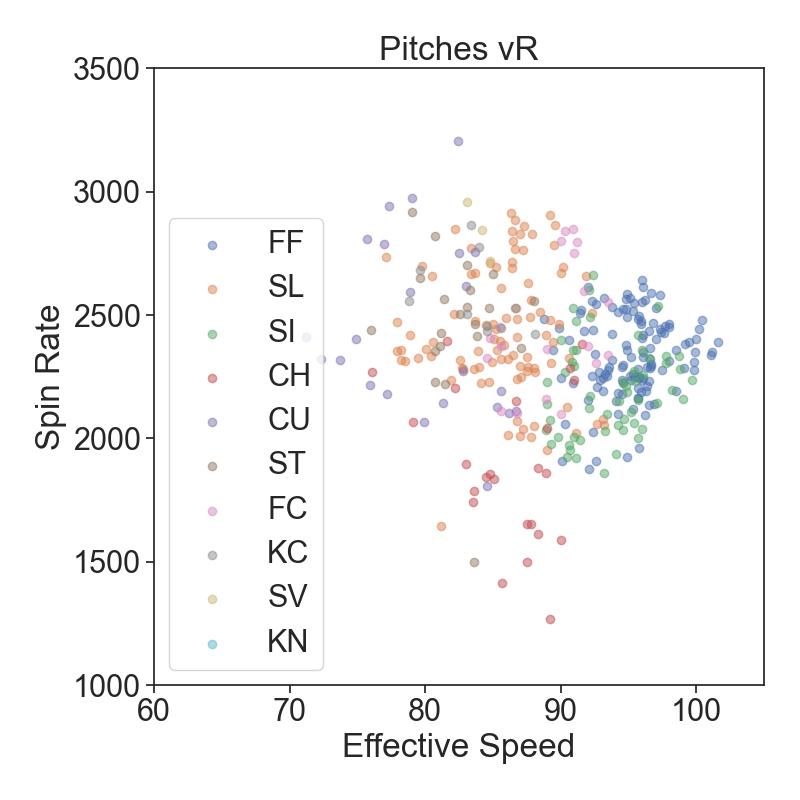 Pitches vR
3500
3000
2500
2000
1500
1000
Spin Rate
FF
SL
SI
CH
CU
ST
FC
KC
SV
KN
60 70 80 90 100
Effective Speed